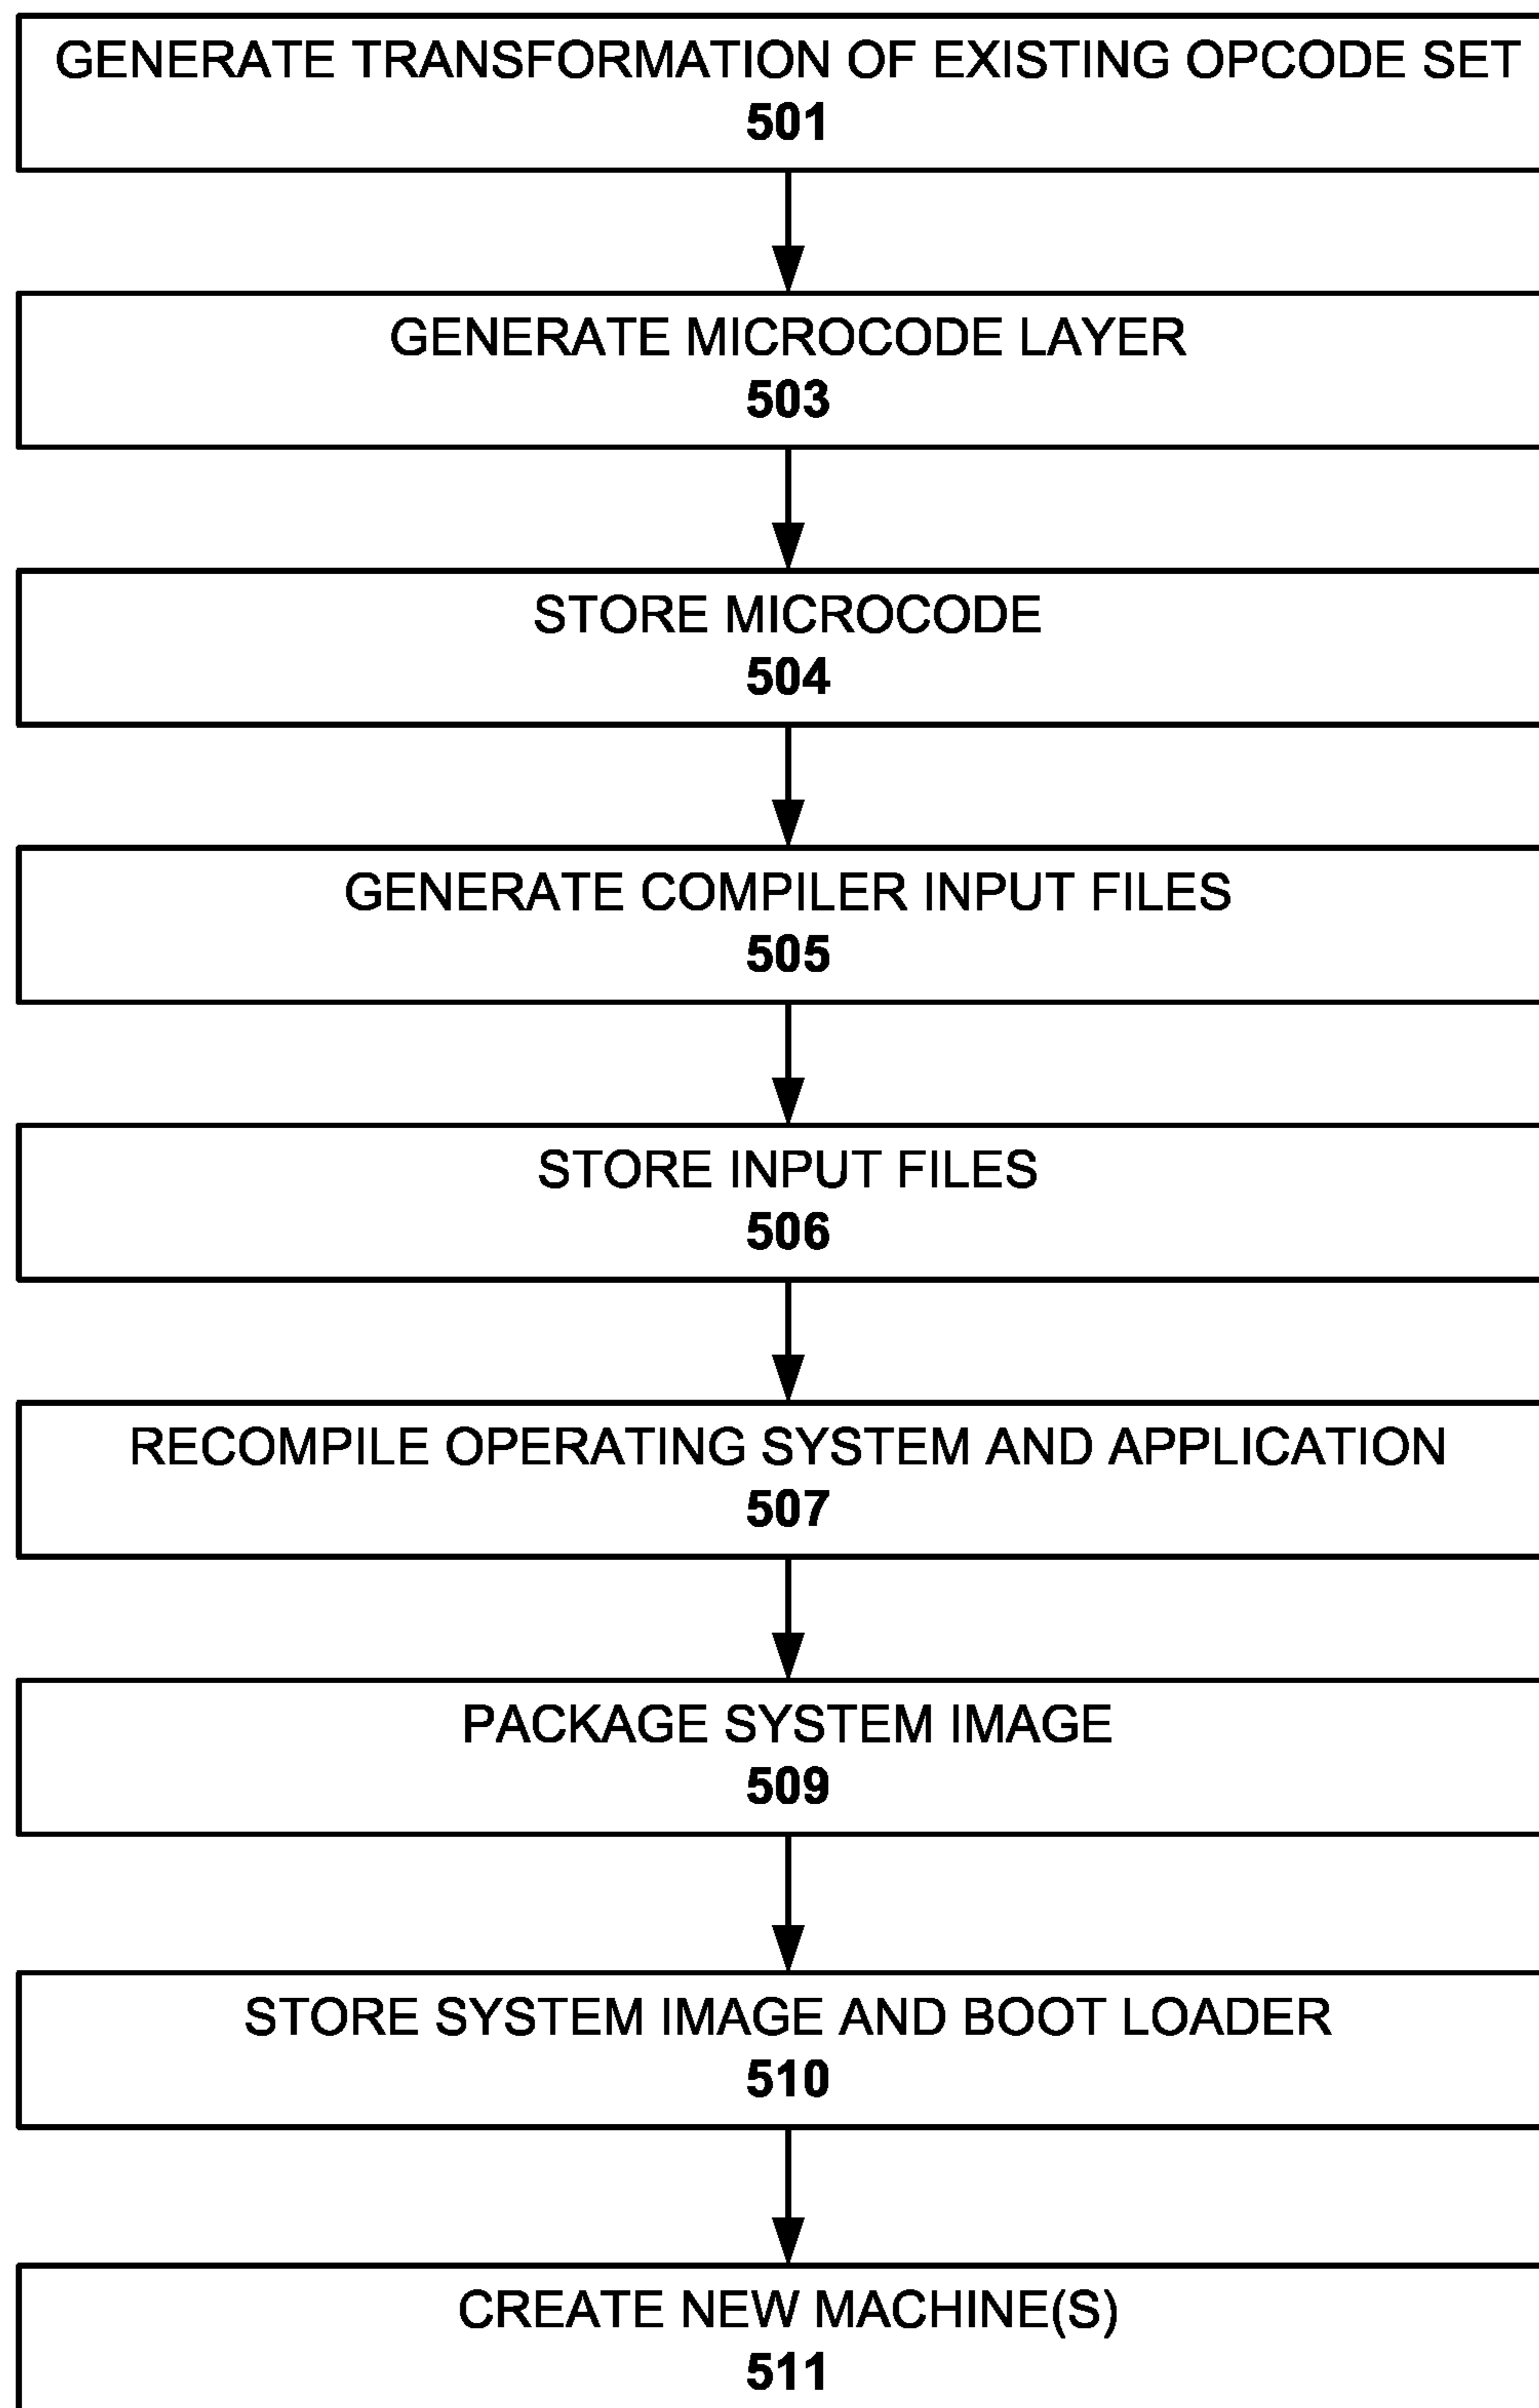 GENERATE TRANSFORMATION OF EXISTING OPCODE SET
501
GENERATE MICROCODE LAYER
503
STORE MICROCODE
504
GENERATE COMPILER INPUT FILES
505
STORE INPUT FILES
506
RECOMPILE OPERATING SYSTEM AND APPLICATION
507
PACKAGE SYSTEM IMAGE
509
STORE SYSTEM IMAGE AND BOOT LOADER
510
CREATE NEW MACHINE(S)
511